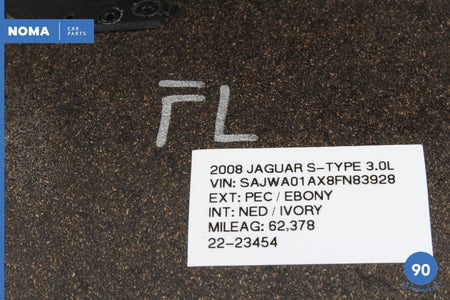 NOMA CAR
PARTS
FL
2008 JAGUAR S-TYPE 3.0L
VIN: SAJWA01AX8FN83928
EXT: PEC / EBONY
INT: NED / IVORY
MILEAG: 62,378
22-23454
90